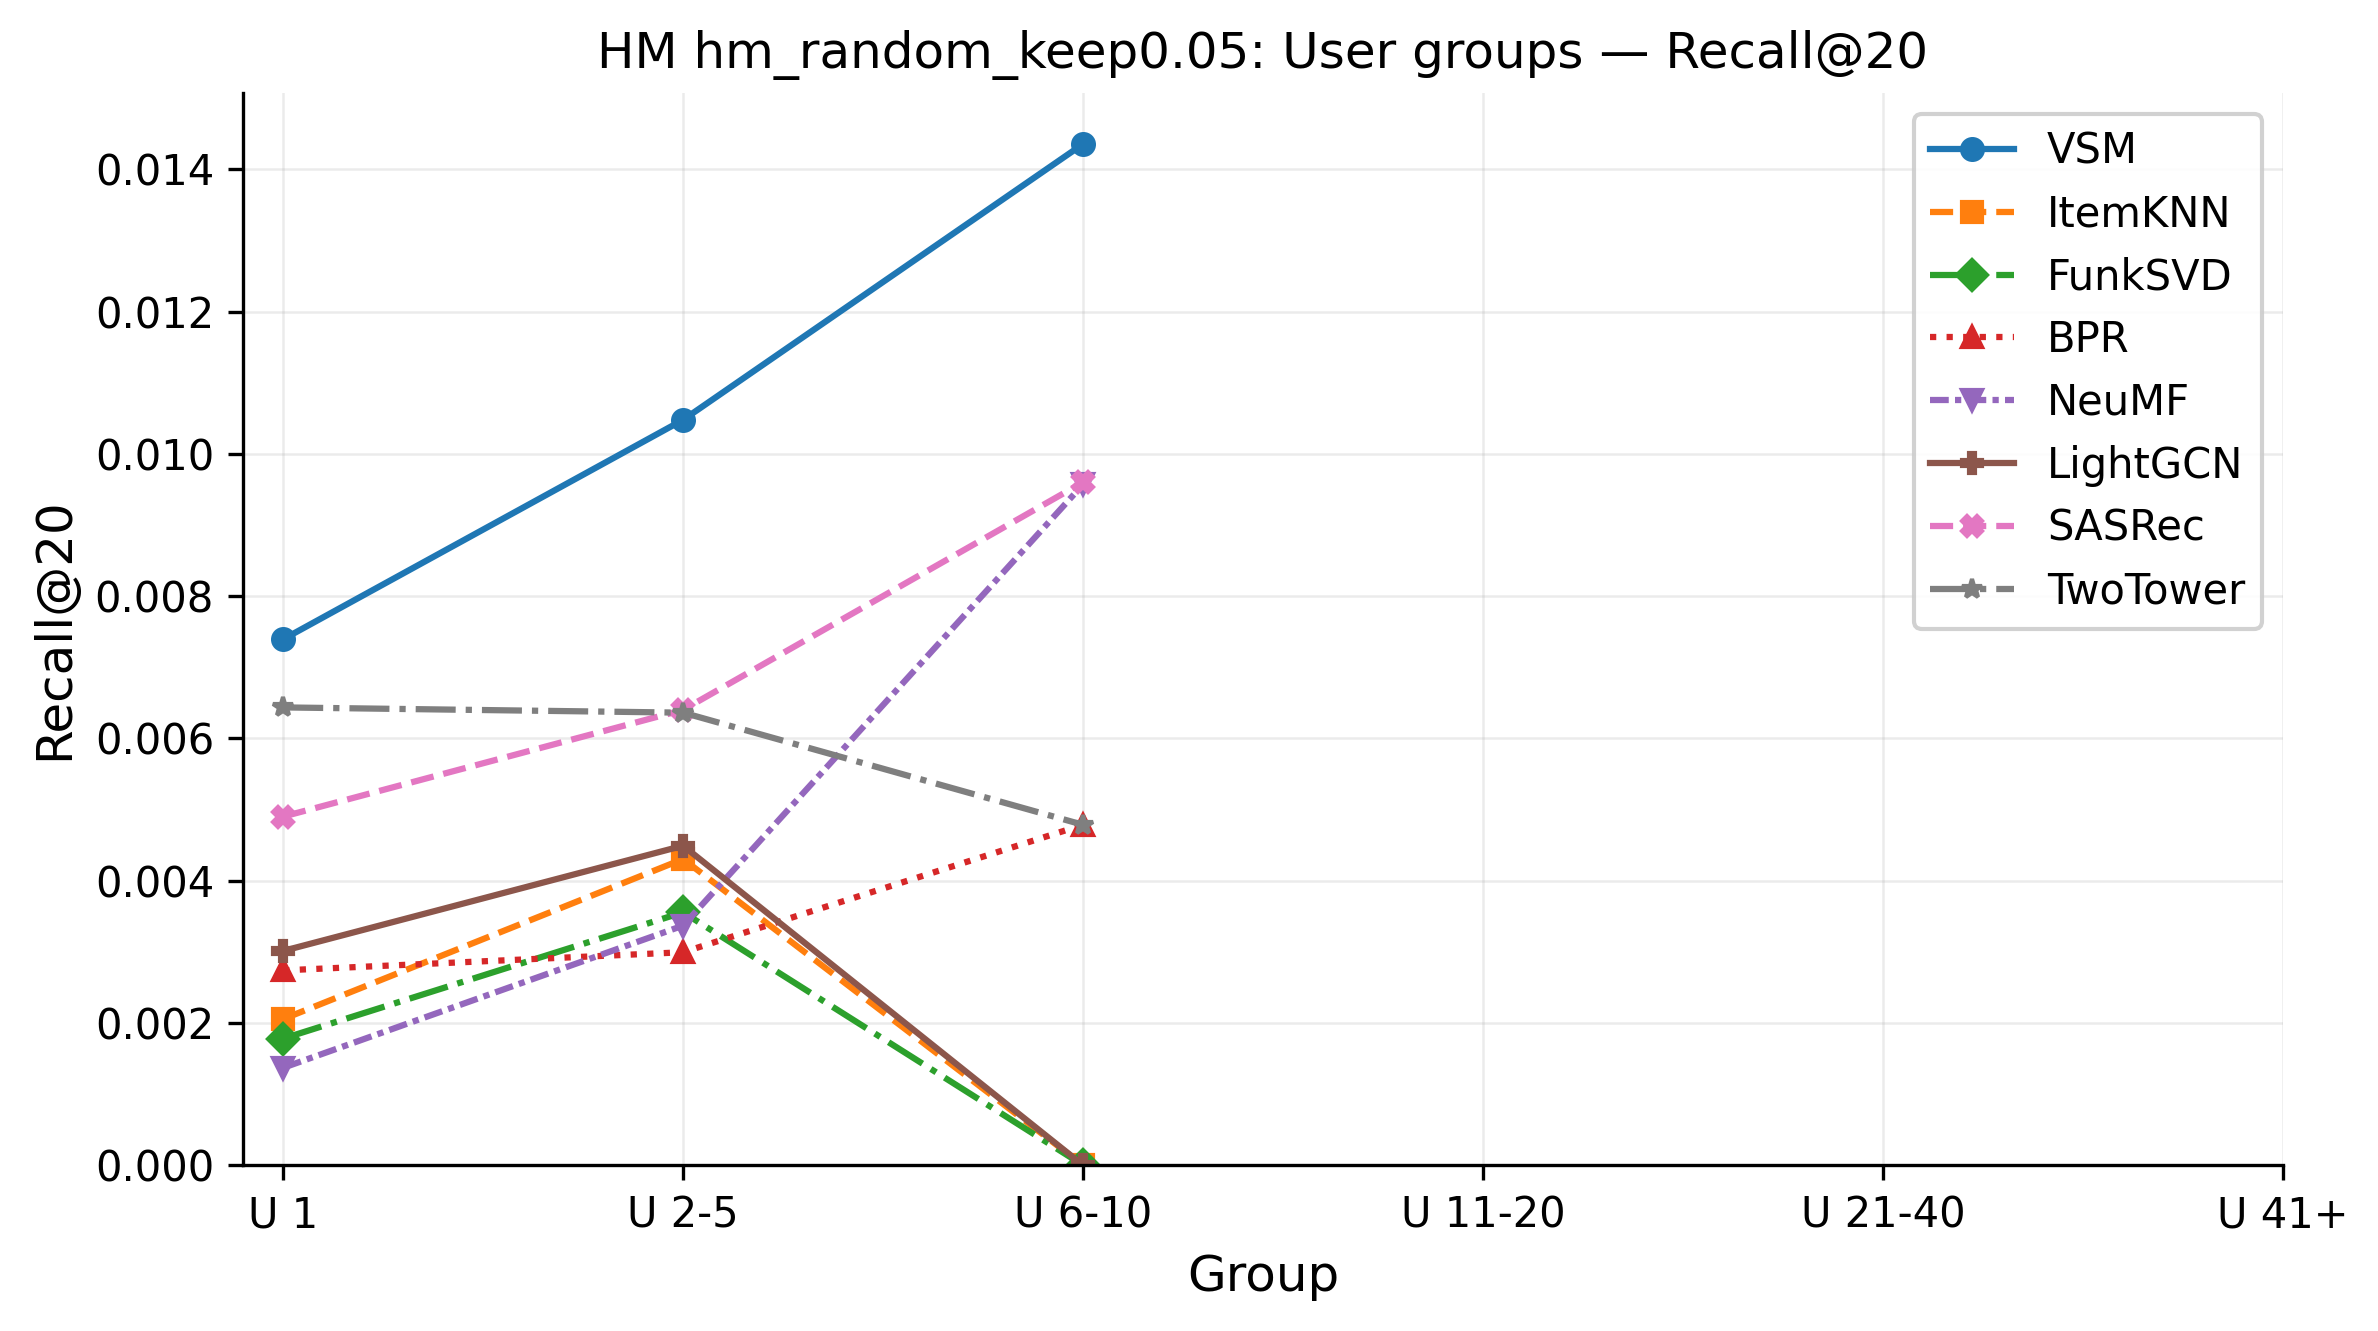 HM hm_random_keep0.05: User groups — Recall@20
Recall@20
0.014
0.012
0.010
0.008
0.006
0.004
0.002
0.000
U 1
U 2-5
U 6-10
U 11-20
U 21-40
U 41+
Group
VSM
ItemKNN
FunkSVD
BPR
NeuMF
LightGCN
SASRec
TwoTower